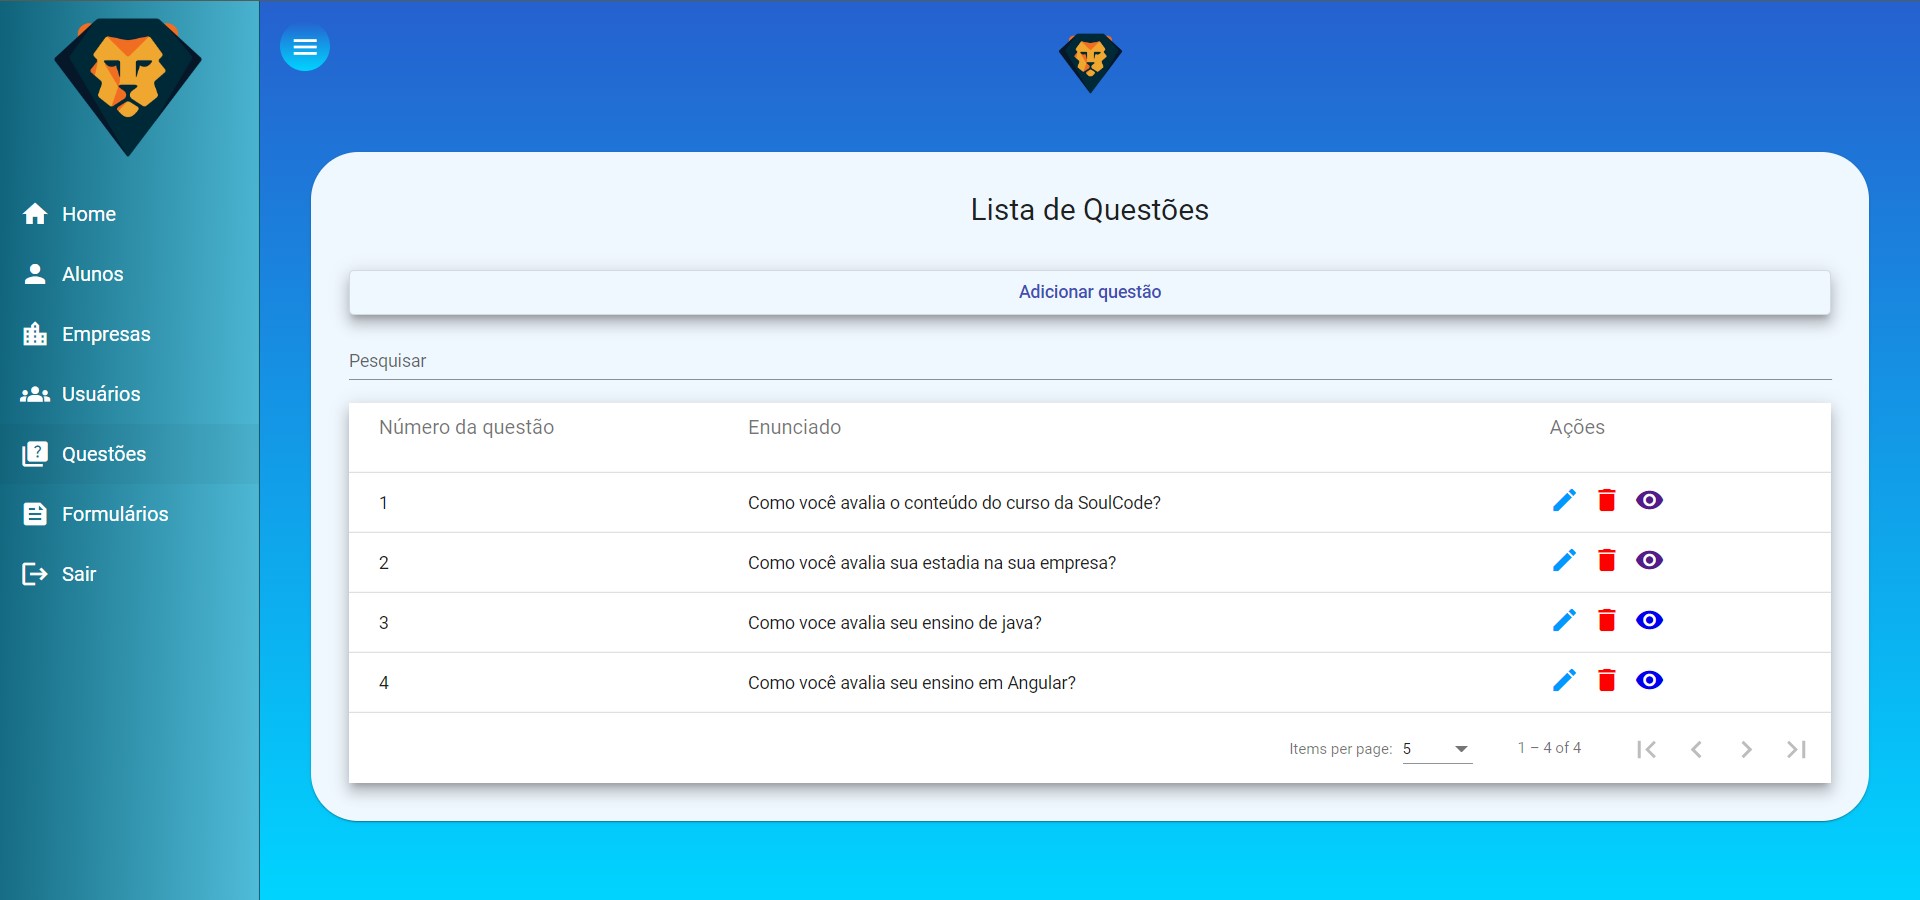 Home
Alunos
Empresas
Usuários
Questões
Formulários
Sair
Lista de Questões
Adicionar questão
Pesquisar
Número da questão Enunciado Ações
1 Como você avalia o conteúdo do curso da SoulCode?
2 Como você avalia sua estadia na sua empresa?
3 Como voce avalia seu ensino de java?
4 Como você avalia seu ensino em Angular?
Items per page: 5 1 – 4 of 4